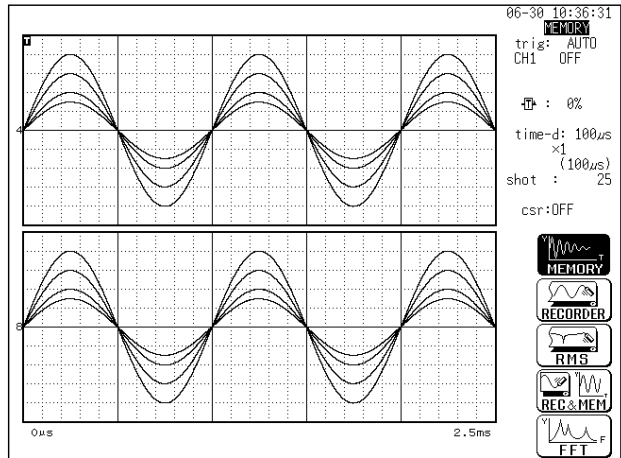 06-30 10:36:31
MEMORY
trig: AUTO
CH1 OFF
T
T : 0%
time-d: 100µs
×1
(100µs)
shot : 25
csr:OFF
4
8
0µs 2.5ms
Y T
MEMORY
RECORDER
RMS
Y T
REC&MEM
Y F
FFT